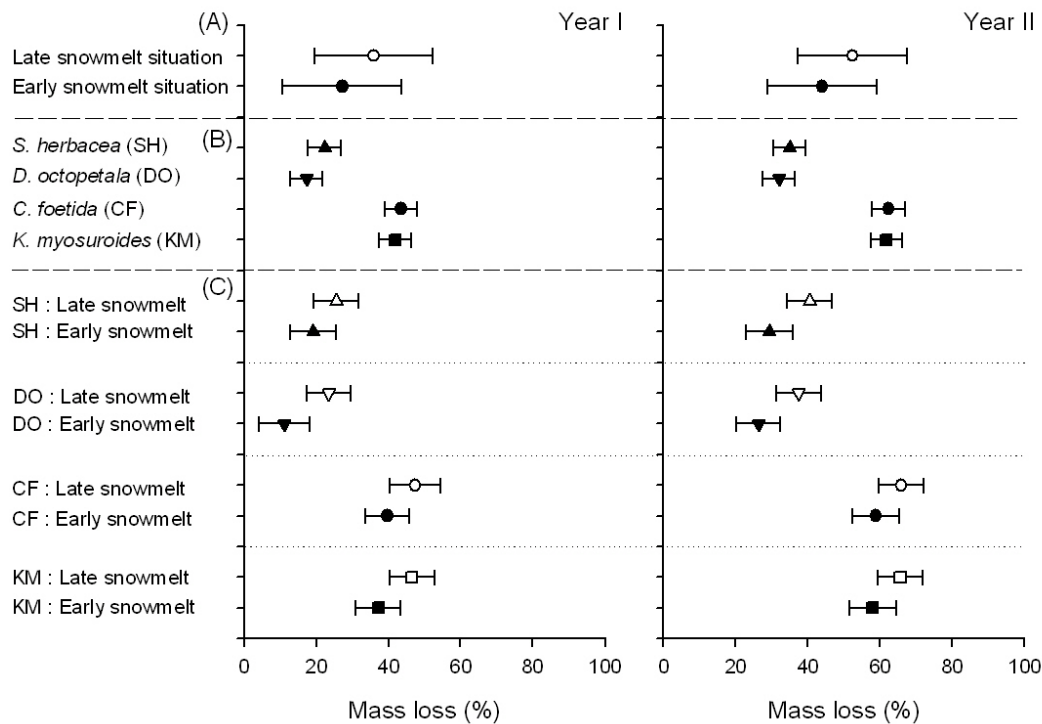 (A) Year I Year II
Late snowmelt situation
Early snowmelt situation
S. herbacea (SH) (B)
D. octopetala (DO)
C. foetida (CF)
K. myosuroides (KM)
(C)
SH : Late snowmelt
SH : Early snowmelt
DO : Late snowmelt
DO : Early snowmelt
CF : Late snowmelt
CF : Early snowmelt
KM : Late snowmelt
KM : Early snowmelt
0 20 40 60 80 100 0 20 40 60 80 100
Mass loss (%) Mass loss (%)